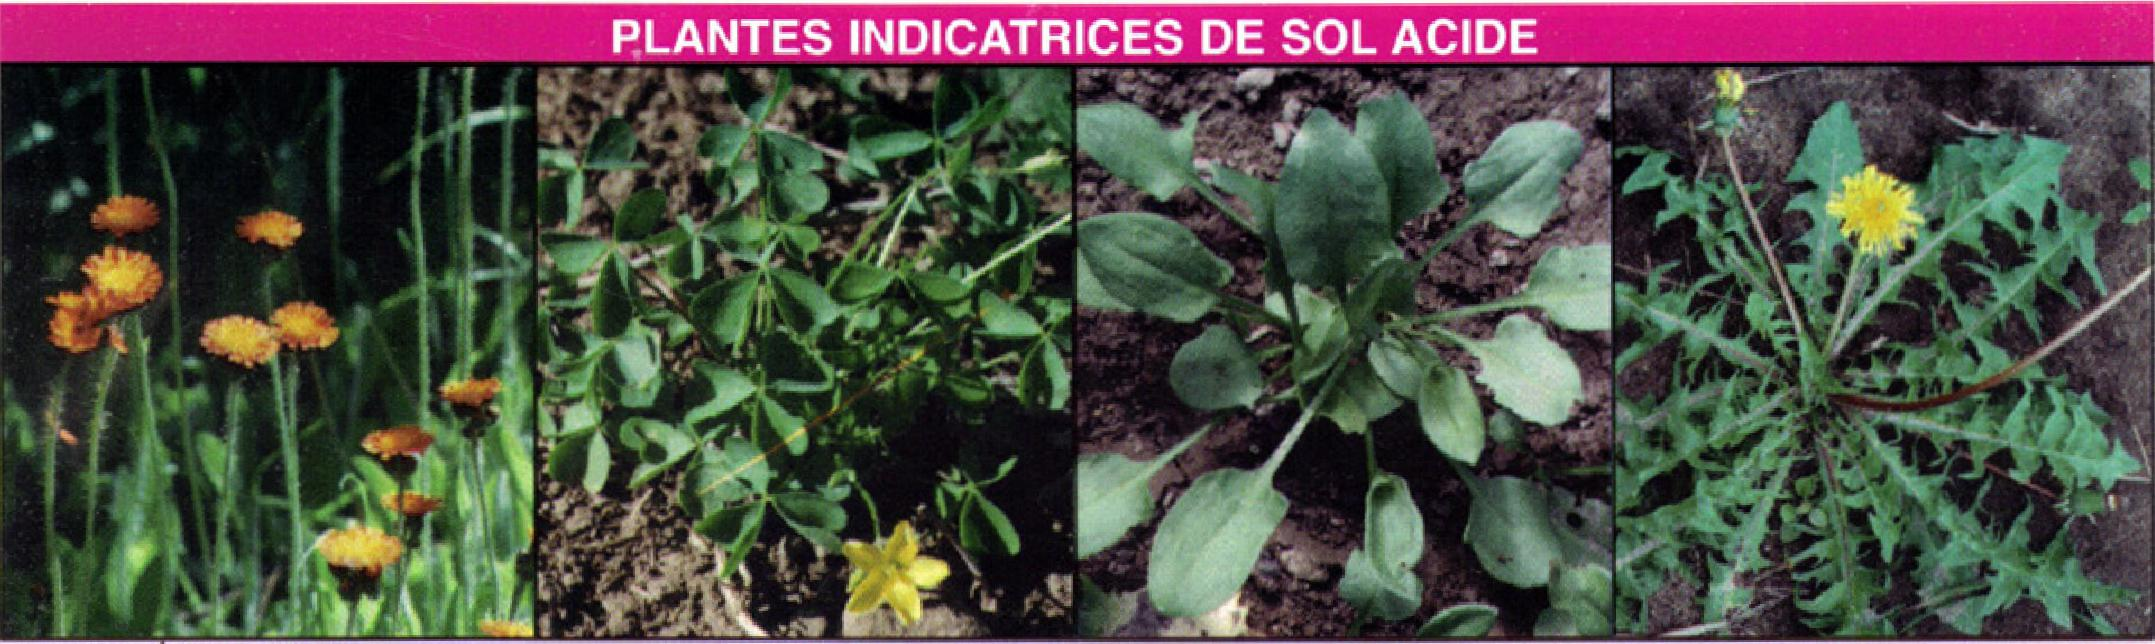 PLANTES INDICATRICES DE SOL ACIDE